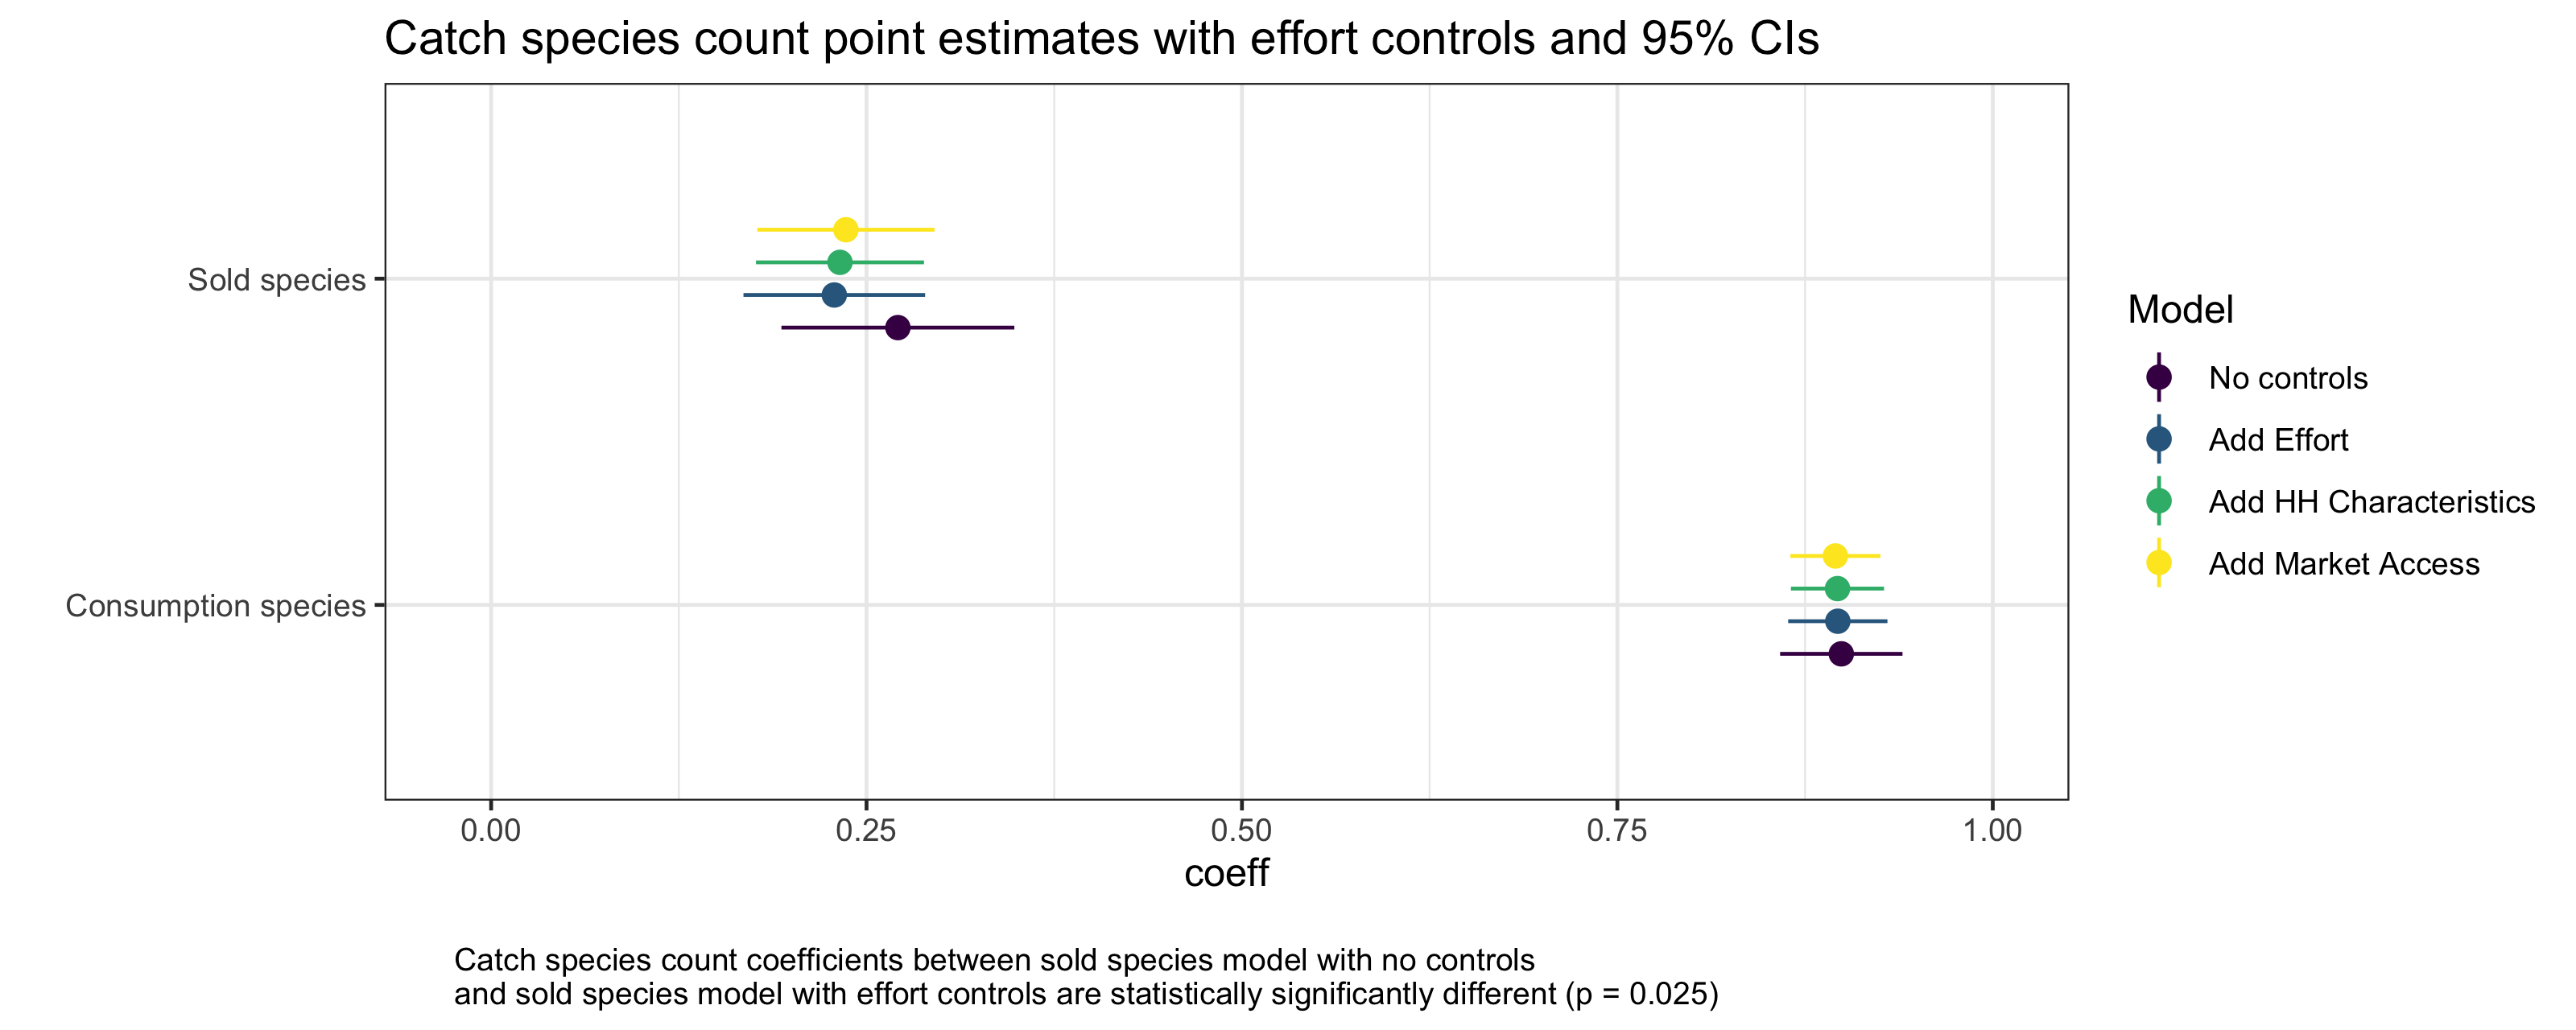 Catch species count point estimates with effort controls and 95% CIs
Sold species
Consumption species
0.00
0.25
0.50
0.75
1.00
coeff
Model
No controls
Add Effort
Add HH Characteristics
Add Market Access
Catch species count coefficients between sold species model with no controls
and sold species model with effort controls are statistically significantly different (p = 0.025)